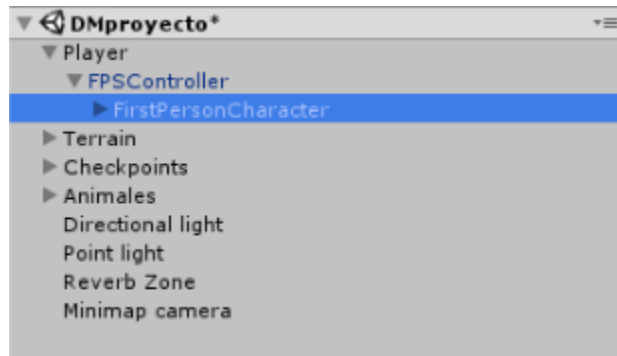 DMproyecto*
Player
FPSController
FirstPersonCharacter
Terrain
Checkpoints
Animales
Directional light
Point light
Reverb Zone
Minimap camera